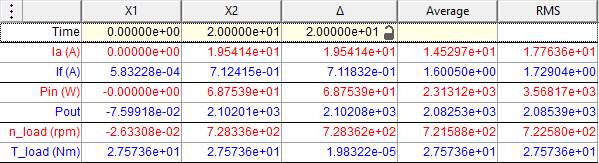 X1 X2 Δ Average RMS
Time 0.00000e+00 2.00000e+01 2.00000e+01
Ia (A) 0.00000e+00 1.95414e+01 1.95414e+01 1.45297e+01 1.77636e+01
If (A) 5.83228e-04 7.12415e-01 7.11832e-01 1.60050e+00 1.72904e+00
Pin (W) -0.00000e+00 6.87539e+01 6.87539e+01 2.31312e+03 3.56817e+03
Pout -7.59918e-02 2.10201e+03 2.10208e+03 2.08253e+03 2.08539e+03
n_load (rpm) -2.63308e-02 7.28336e+02 7.28362e+02 7.21588e+02 7.22580e+02
T_load (Nm) 2.75736e+01 2.75736e+01 1.98322e-05 2.75736e+01 2.75736e+01